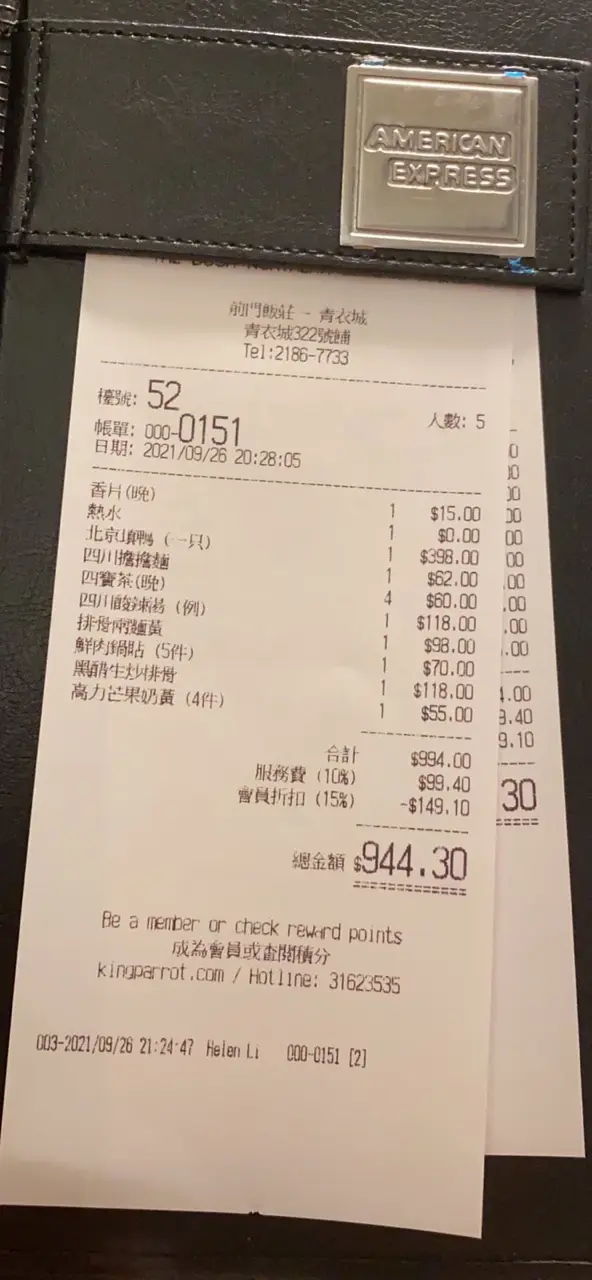 AMERICAN
EXPRESS
前門飯莊 - 青衣城
青衣城322號舖
Tel:2186-7733
檯號: 52 人數: 5
帳單: 000-0151
日期: 2021/09/26 20:28:05
香片(晚) 1 $15.00
熱水 1 $0.00
北京填鴨 (一只) 1 $398.00
四川擔擔麵 1 $62.00
四寶茶(晚) 4 $60.00
四川酸辣湯 (例) 1 $118.00
排骨兩麵黃 1 $98.00
鮮肉鍋貼 (5件) 1 $70.00
黑醋生炒排骨 1 $118.00
高力芒果奶黃 (4件) 1 $55.00
合計 $994.00
服務費 (10%) $99.40
會員折扣 (15%) -$149.10
總金額 $944.30
Be a member or check reward points
成為會員或查閱積分
kingparrot.com / Hotline: 31623535
003-2021/09/26 21:24:47 Helen Li 000-0151 [2]